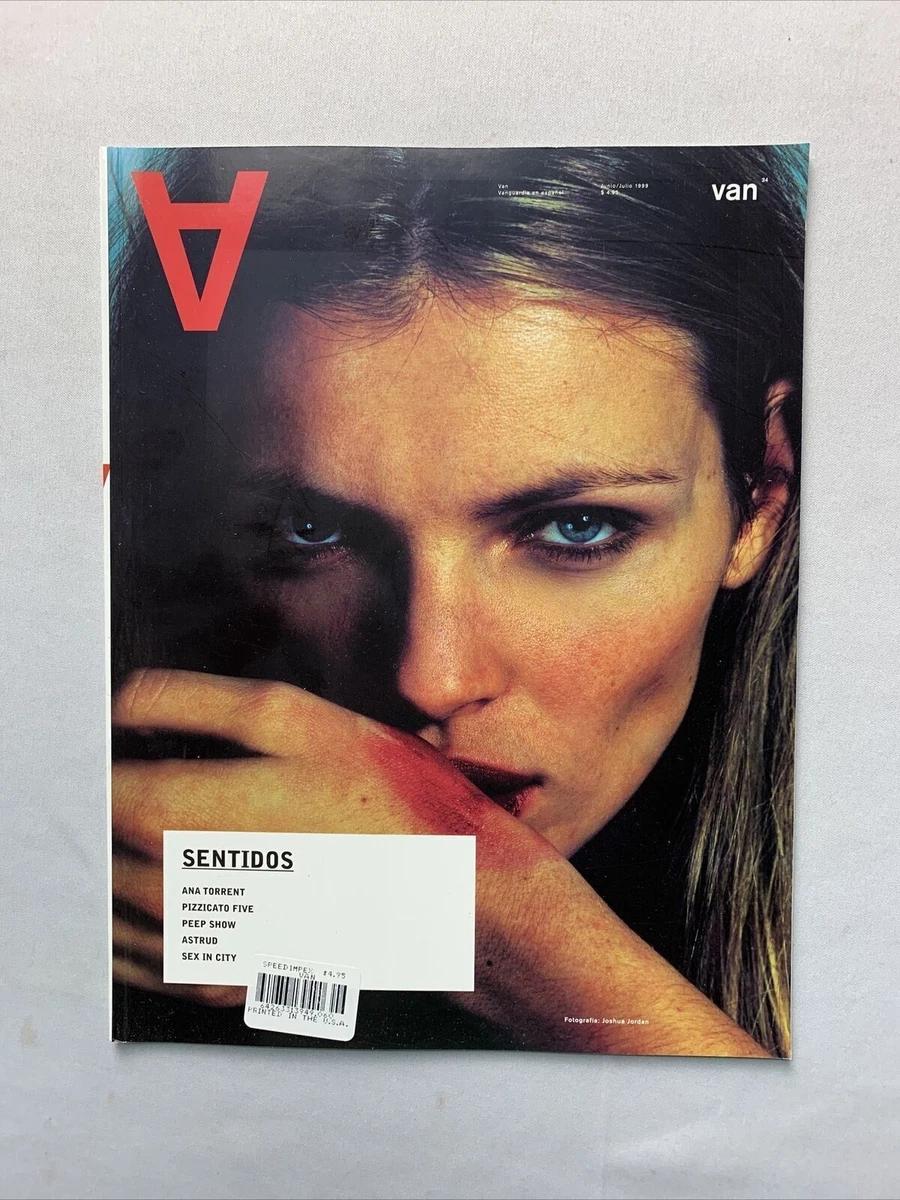 A
Van
Vanguardia en español
Junio/Julio 1999
$ 4.95
van 34
SENTIDOS
ANA TORRENT
PIZZICATO FIVE
PEEP SHOW
ASTRUD
SEX IN CITY
SPEEDIMPEX
VAN $4.95
PRINTED IN THE U.S.A.
Fotografía: Joshua Jordan